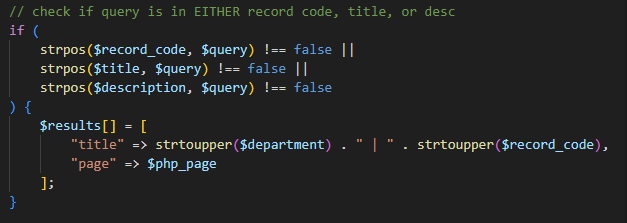 // check if query is in EITHER record code, title, or desc
if (
    strpos($record_code, $query) !== false ||
    strpos($title, $query) !== false ||
    strpos($description, $query) !== false
) {
    $results[] = [
        "title" => strtoupper($department) . " | " . strtoupper($record_code),
        "page" => $php_page
    ];
}